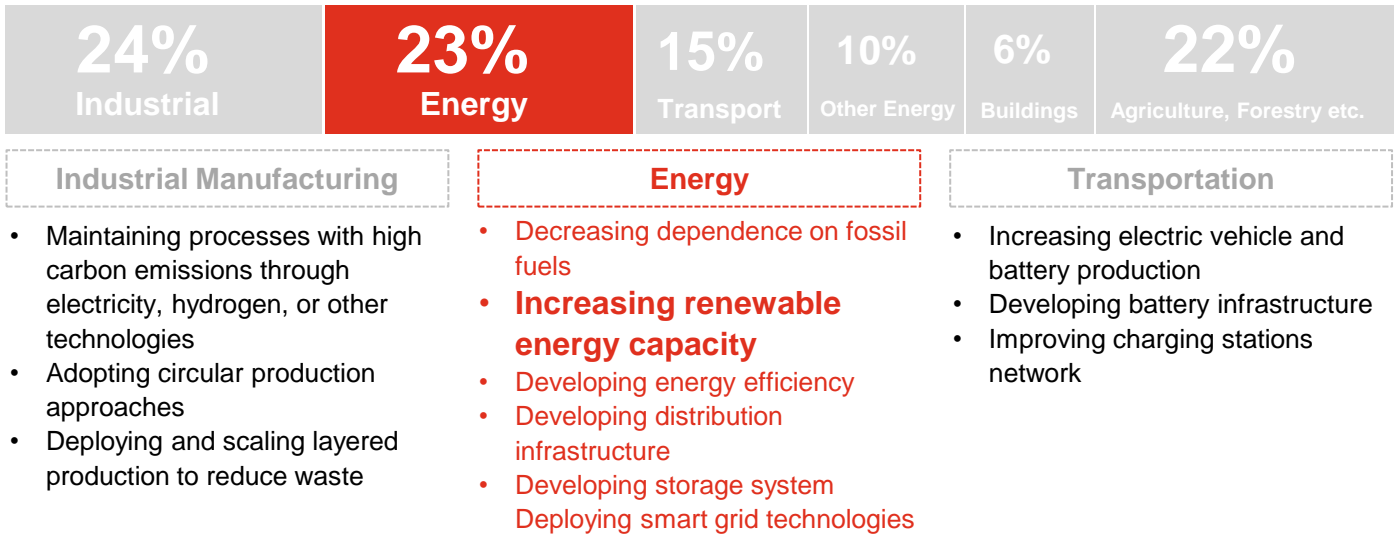 24%
Industrial
23%
Energy
15%
Transport
10%
Other Energy
6%
Buildings
22%
Agriculture, Forestry etc.
Industrial Manufacturing
• Maintaining processes with high
carbon emissions through
electricity, hydrogen, or other
technologies
• Adopting circular production
approaches
• Deploying and scaling layered
production to reduce waste
Energy
• Decreasing dependence on fossil
fuels
• Increasing renewable
energy capacity
• Developing energy efficiency
• Developing distribution
infrastructure
• Developing storage system
Deploying smart grid technologies
Transportation
• Increasing electric vehicle and
battery production
• Developing battery infrastructure
• Improving charging stations
network